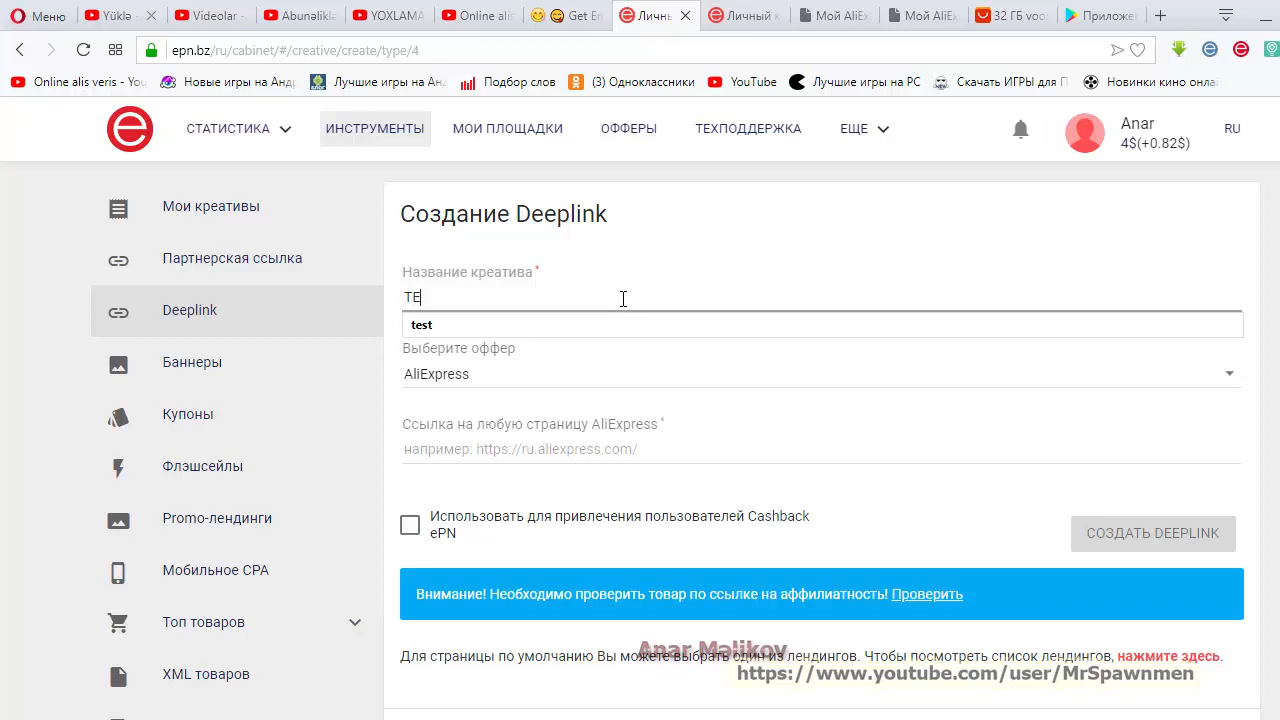 Меню
Yüklə -
Videolar -
Abunəliklə
YOXLAMA
Online alis
Get En
Личны
Личный к
Мой AliEx
Мой AliEx
32 ГБ voo
Приложе
epn.bz/ru/cabinet/#/creative/create/type/4
Online alis veris - You
Новые игры на Андр
Лучшие игры на Анд
Подбор слов
(3) Одноклассники
YouTube
Лучшие игры на PC
Скачать ИГРЫ для П
Новинки кино онла
СТАТИСТИКА
ИНСТРУМЕНТЫ
МОИ ПЛОЩАДКИ
ОФФЕРЫ
ТЕХПОДДЕРЖКА
ЕЩЕ
Anar
4$(+0.82$)
RU
Мои креативы
Партнерская ссылка
Deeplink
Баннеры
Купоны
Флэшсейлы
Promo-лендинги
Мобильное CPA
Топ товаров
XML товаров
Создание Deeplink
Название креатива *
TE
test
Выберите оффер
AliExpress
Ссылка на любую страницу AliExpress *
например: https://ru.aliexpress.com/
Использовать для привлечения пользователей Cashback
ePN
СОЗДАТЬ DEEPLINK
Внимание! Необходимо проверить товар по ссылке на аффилиатность! Проверить
Anar Məlikov
Для страницы по умолчанию Вы можете выбрать один из лендингов. Чтобы посмотреть список лендингов, нажмите здесь.
https://www.youtube.com/user/MrSpawnmen